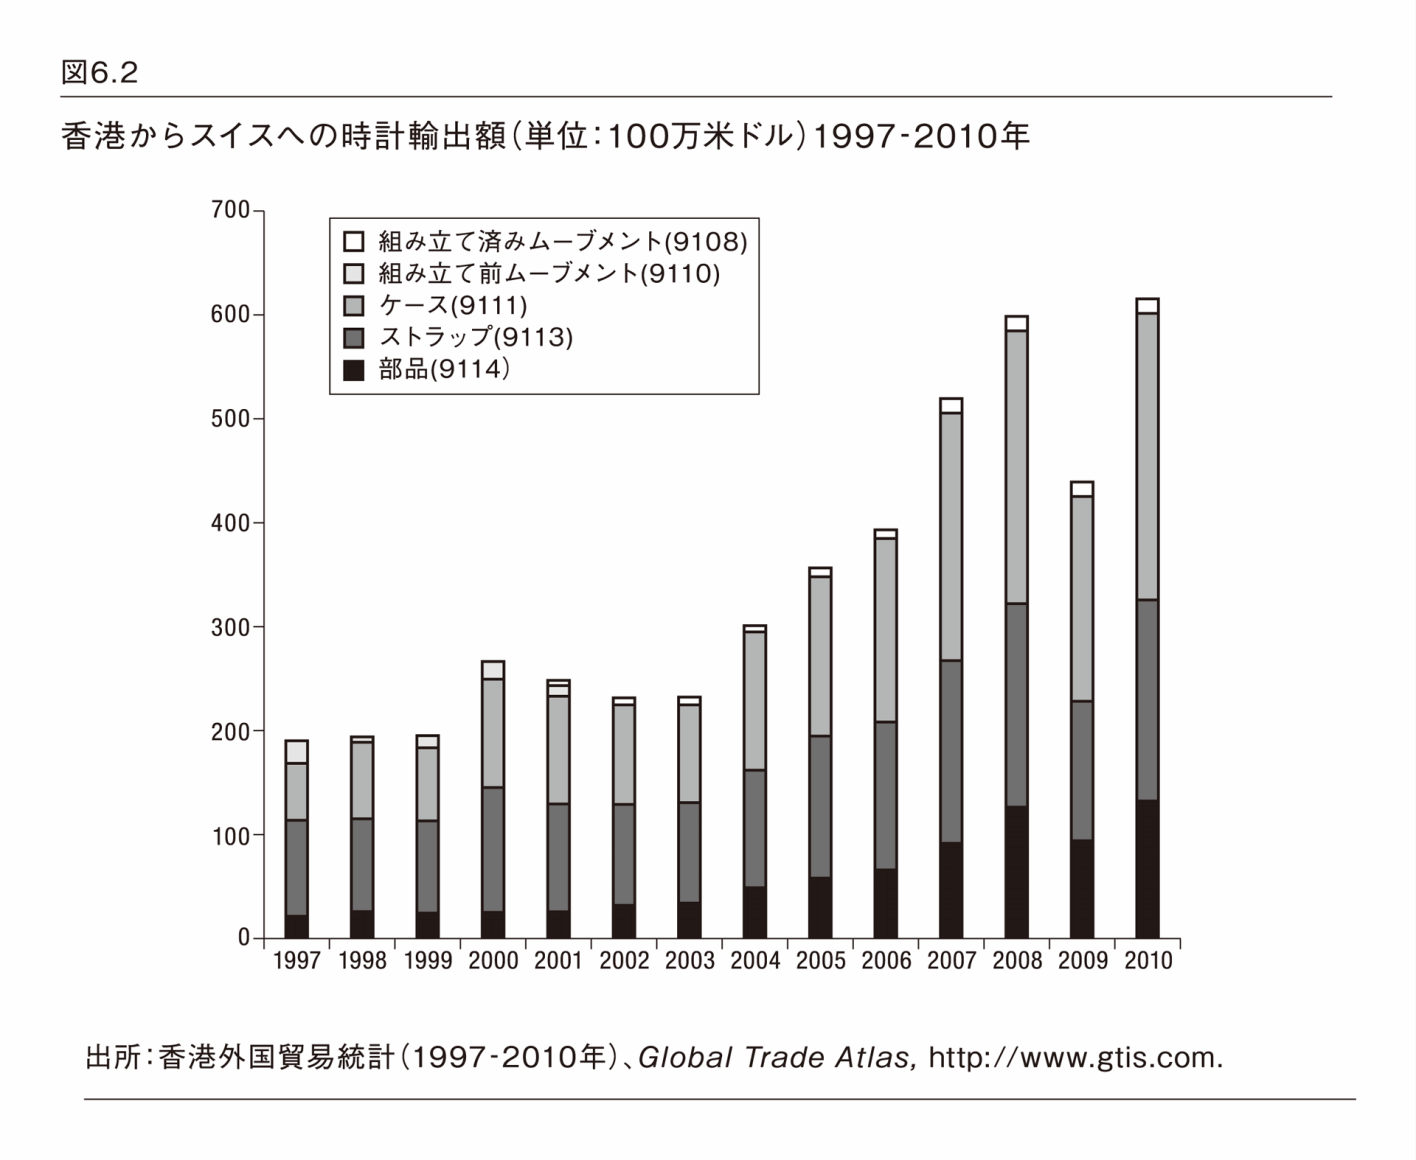 図6.2
香港からスイスへの時計輸出額（単位：100万米ドル）1997-2010年
700
600
500
400
300
200
100
0
組み立て済みムーブメント(9108)
組み立て前ムーブメント(9110)
ケース(9111)
ストラップ(9113)
部品(9114）
1997 1998 1999 2000 2001 2002 2003 2004 2005 2006 2007 2008 2009 2010
出所：香港外国貿易統計（1997-2010年）、Global Trade Atlas, http://www.gtis.com.